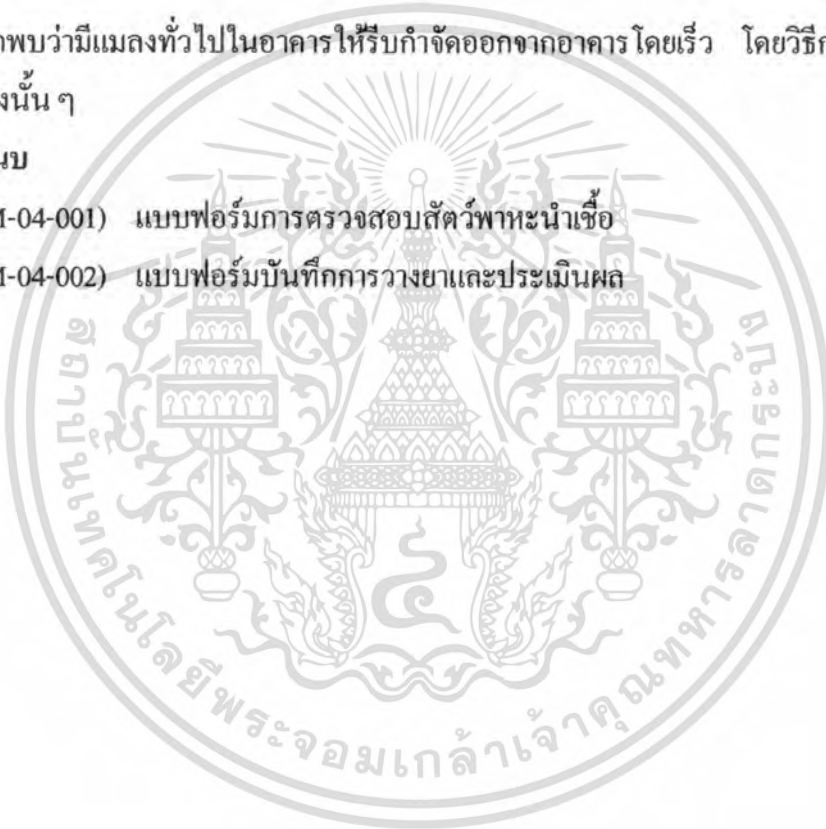 าพบว่ามีแมลงทั่วไปในอาคารให้รีบกำจัดออกจากอาคารโดยเร็ว โดยวิธีก
งนั้น ๆ
นบ
-04-001) แบบฟอร์มการตรวจสอบสัตว์พาหะนำเชื้อ
-04-002) แบบฟอร์มบันทึกการวางยาและประเมินผล
สถาบันเทคโนโลยีพระจอมเกล้าเจ้าคุณทหารลาดกระบัง